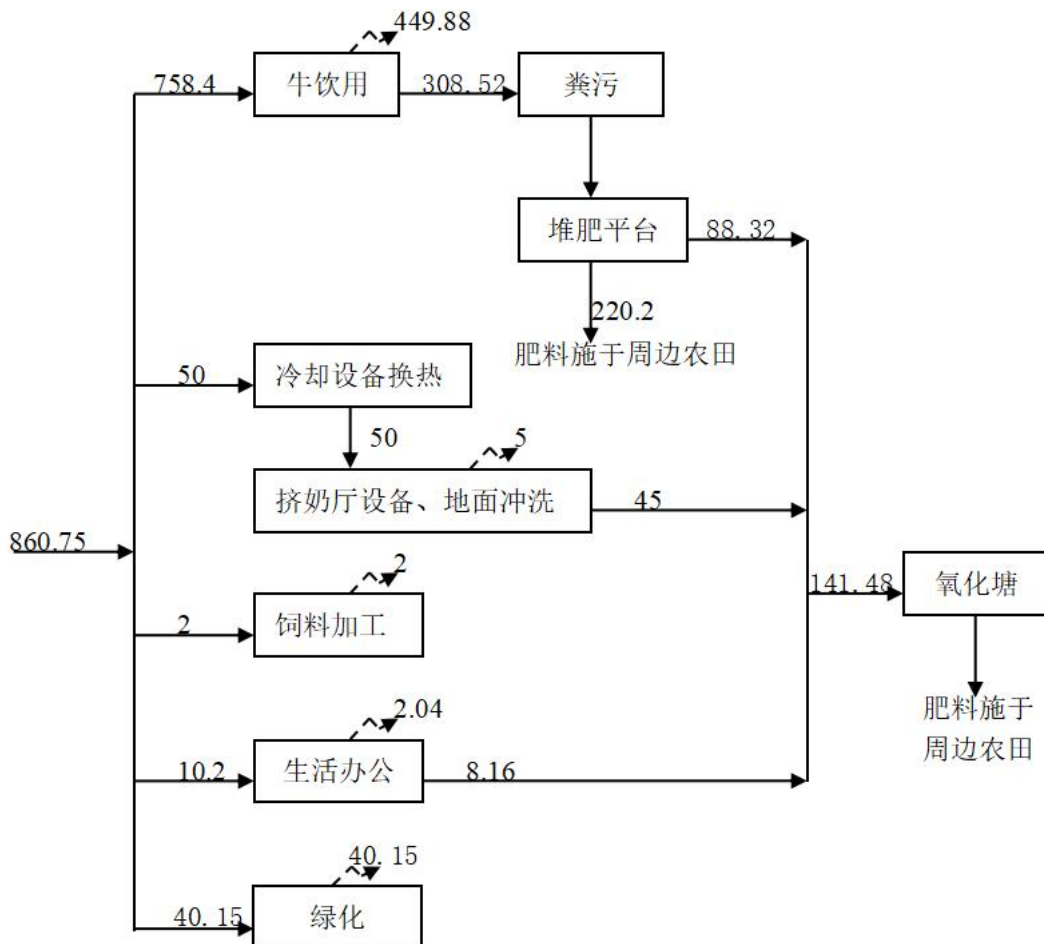 449.88
758.4
牛饮用
308.52
粪污
堆肥平台
88.32
220.2
肥料施于周边农田
50
冷却设备换热
50
5
挤奶厅设备、地面冲洗
45
860.75
2
2
饲料加工
141.48
氧化塘
肥料施于
周边农田
2.04
10.2
生活办公
8.16
40.15
40.15
绿化